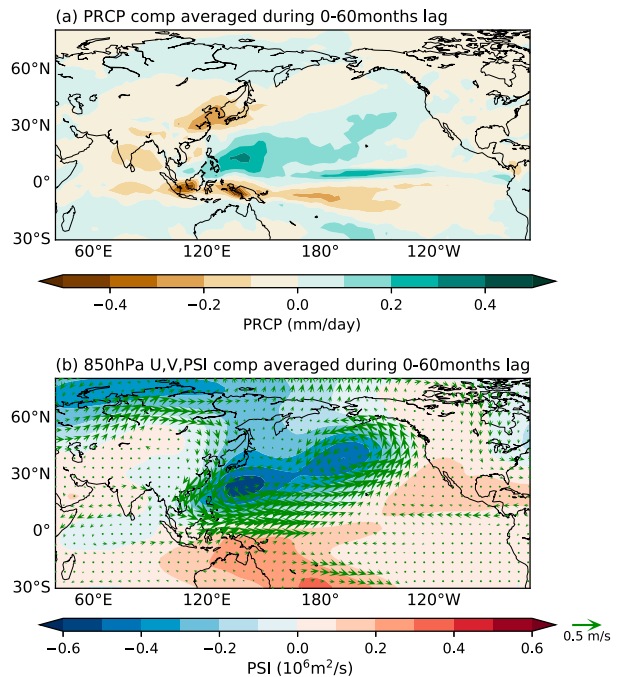 (a) PRCP comp averaged during 0-60months lag
60°N
30°N
0°
30°S
60°E 120°E 180° 120°W
−0.4 −0.2 0.0 0.2 0.4
PRCP (mm/day)
(b) 850hPa U,V,PSI comp averaged during 0-60months lag
60°N
30°N
0°
30°S
60°E 120°E 180° 120°W
−0.6 −0.4 −0.2 0.0 0.2 0.4 0.6
0.5 m/s
PSI (10⁶m²/s)